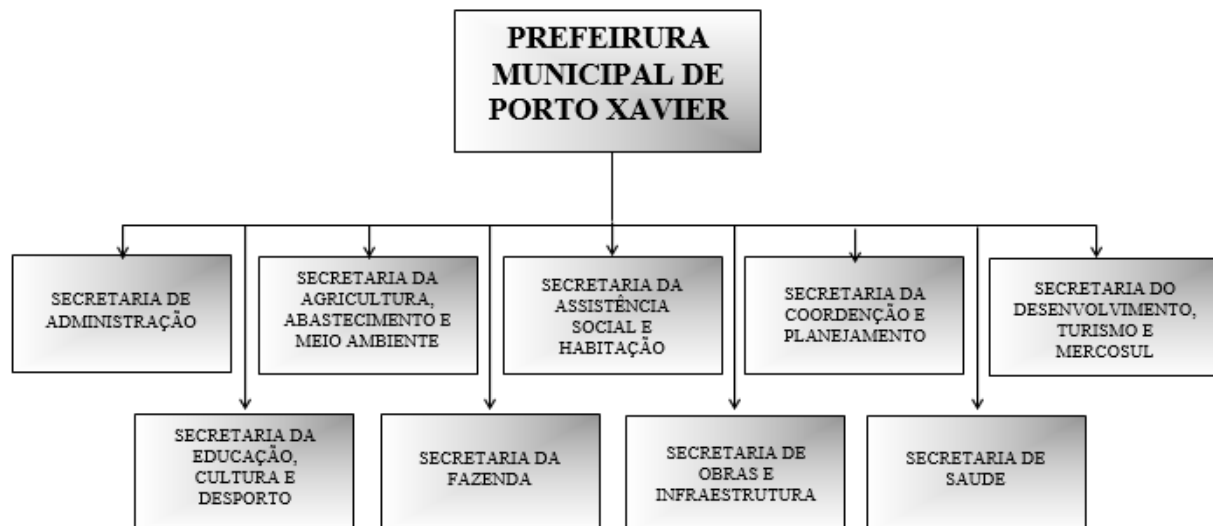 PREFEIRURA
MUNICIPAL DE
PORTO XAVIER
SECRETARIA DE
ADMINISTRAÇÃO
SECRETARIA DA
AGRICULTURA,
ABASTECIMENTO E
MEIO AMBIENTE
SECRETARIA DA
ASSISTÊNCIA
SOCIAL E
HABITAÇÃO
SECRETARIA DA
COORDENÇÃO E
PLANEJAMENTO
SECRETARIA DO
DESENVOLVIMENTO,
TURISMO E
MERCOSUL
SECRETARIA DA
EDUCAÇÃO,
CULTURA E
DESPORTO
SECRETARIA DA
FAZENDA
SECRETARIA DE
OBRAS E
INFRAESTRUTURA
SECRETARIA DE
SAUDE